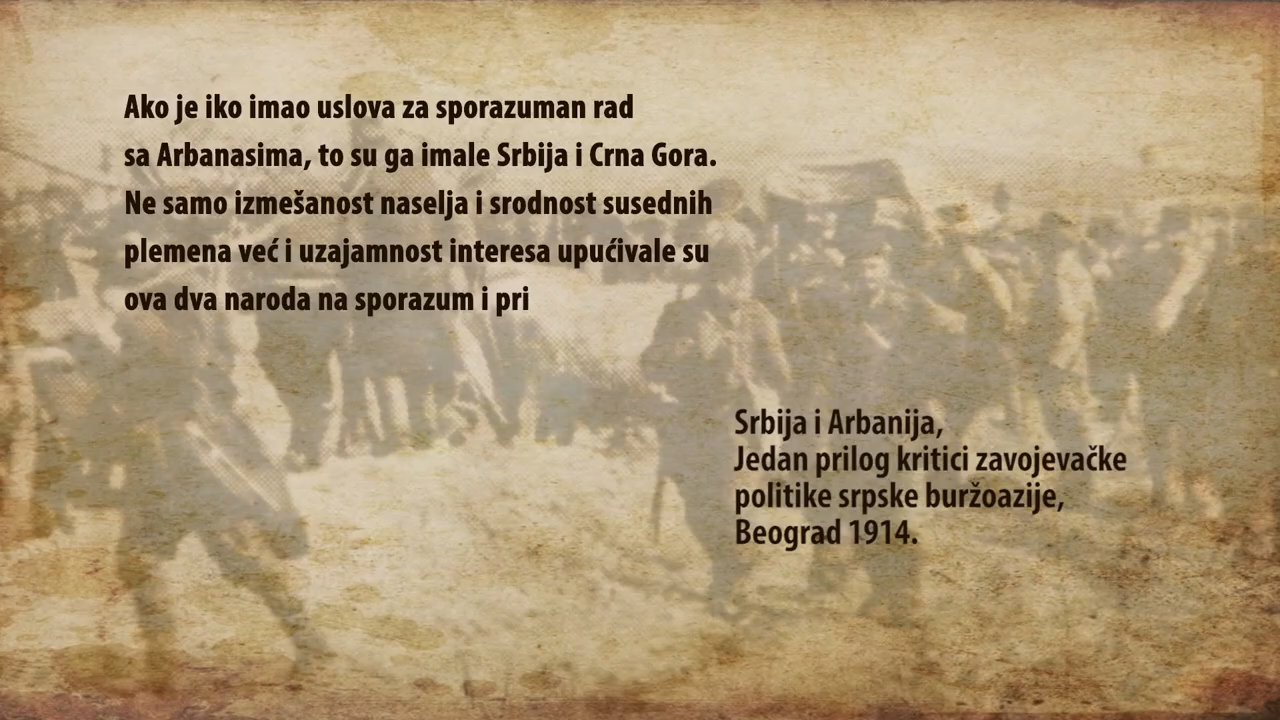 Ako je iko imao uslova za sporazuman rad
sa Arbanasima, to su ga imale Srbija i Crna Gora.
Ne samo izmešanost naselja i srodnost susednih
plemena već i uzajamnost interesa upućivale su
ova dva naroda na sporazum i pri
Srbija i Arbanija,
Jedan prilog kritici zavojevačke
politike srpske buržoazije,
Beograd 1914.